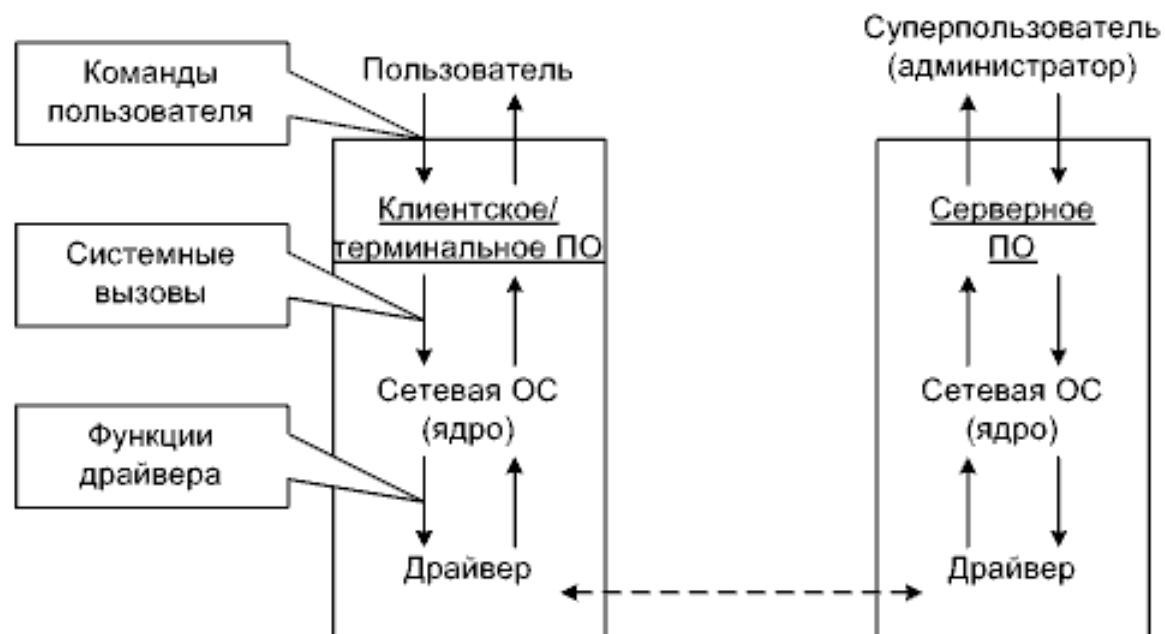 Команды
пользователя
Пользователь
Суперпользователь
(администратор)
Клиентское/
терминальное ПО
Серверное
ПО
Системные
вызовы
Сетевая ОС
(ядро)
Сетевая ОС
(ядро)
Функции
драйвера
Драйвер
Драйвер